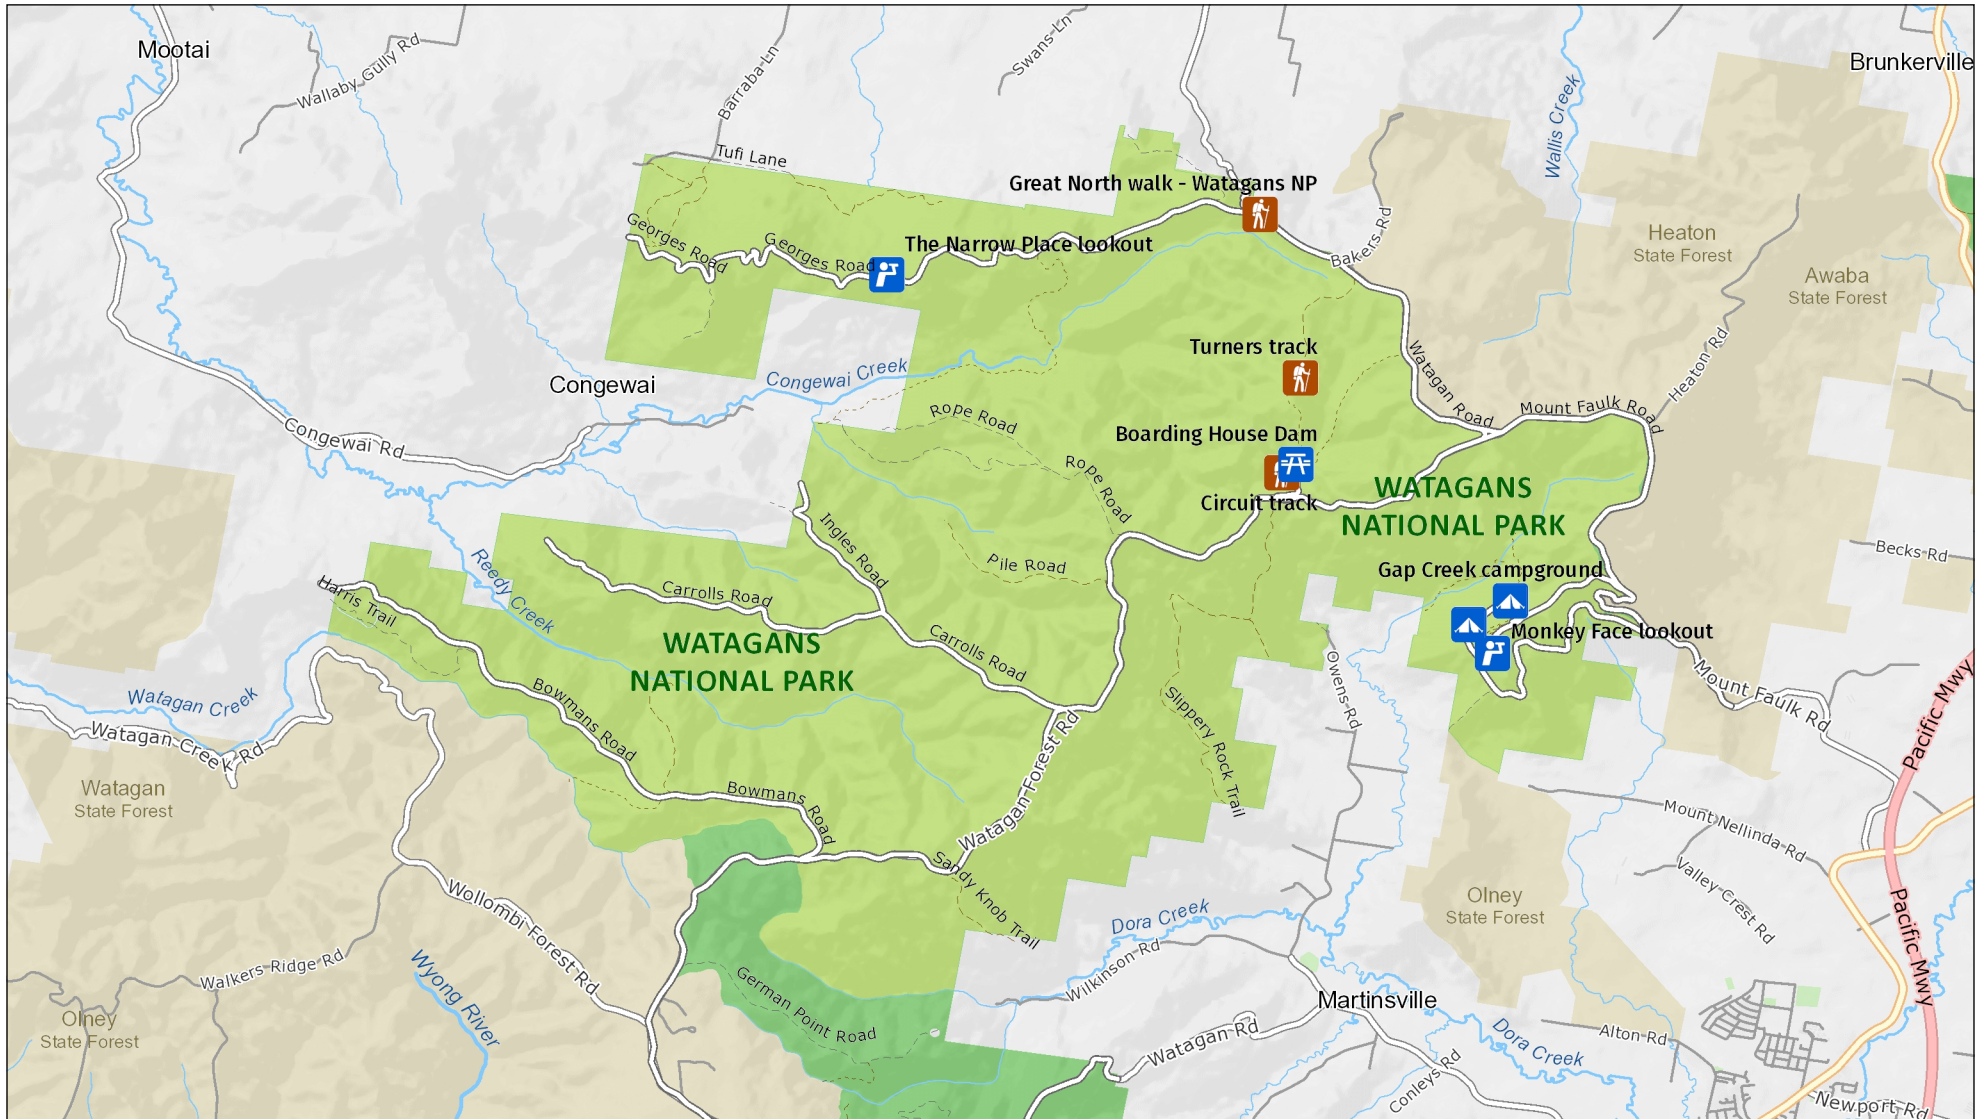 Mootai
Wallaby Gully Rd
Barraba Ln
Swans Ln
Wallis Creek
Brunkerville
Tufi Lane
Great North walk - Watagans NP
Georges Road
Georges Road
The Narrow Place lookout
Bakers Rd
Heaton
State Forest
Awaba
State Forest
Turners track
Watagan Road
Heaton Rd
Congewai
Congewai Creek
Rope Road
Mount Faulk Road
Congewai Rd
Boarding House Dam
Rope Road
Circuit track
WATAGANS
NATIONAL PARK
Ingles Road
Becks Rd
Reedy Creek
Pile Road
Gap Creek campground
Harris Trail
Carrolls Road
Monkey Face lookout
WATAGANS
NATIONAL PARK
Carrolls Road
Owens Rd
Mount Faulk Rd
Pacific Mwy
Watagan Creek
Watagan Creek Rd
Bowmans Road
Slippery Rock Trail
Watagan Forest Rd
Watagan
State Forest
Bowmans Road
Mount Nellinda Rd
Sandy Knob Trail
Valley Crest Rd
Wollombi Forest Rd
Olney
State Forest
Dora Creek
Pacific Mwy
Walkers Ridge Rd
Wyong River
German Point Road
Wilkinson Rd
Martinsville
Olney
State Forest
Watagan Rd
Dora Creek
Alton Rd
Conleys Rd
Newport Rd